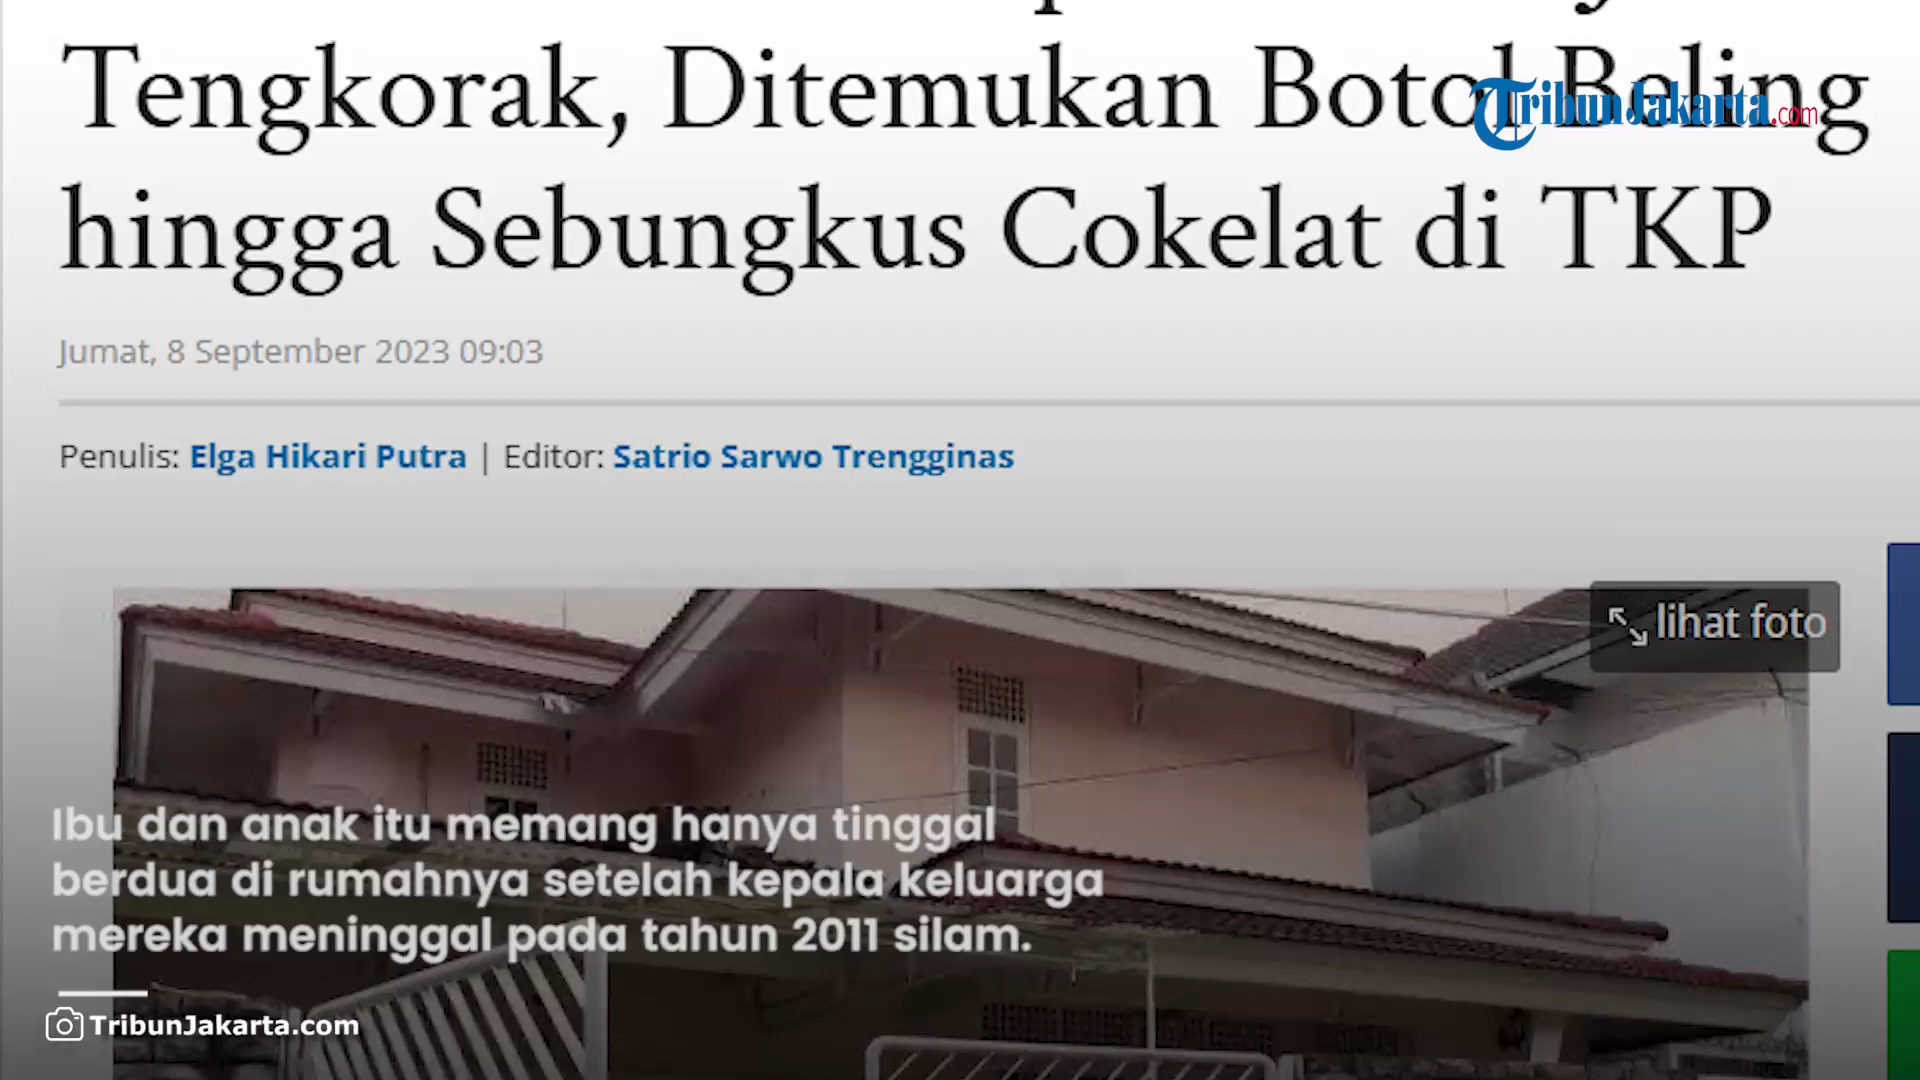 Tengkorak, Ditemukan Botol Beling
TribunJakarta.com
hingga Sebungkus Cokelat di TKP
Jumat, 8 September 2023 09:03
Penulis: Elga Hikari Putra | Editor: Satrio Sarwo Trengginas
lihat foto
Ibu dan anak itu memang hanya tinggal
berdua di rumahnya setelah kepala keluarga
mereka meninggal pada tahun 2011 silam.
TribunJakarta.com